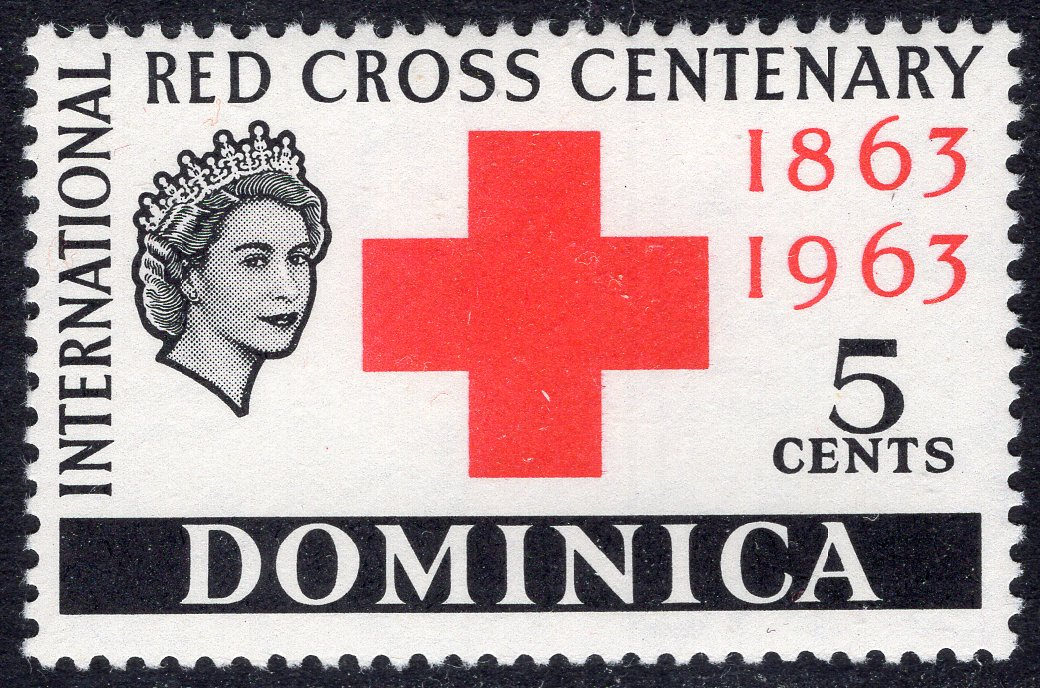 INTERNATIONAL
RED CROSS CENTENARY
1863
1963
5
CENTS
DOMINICA